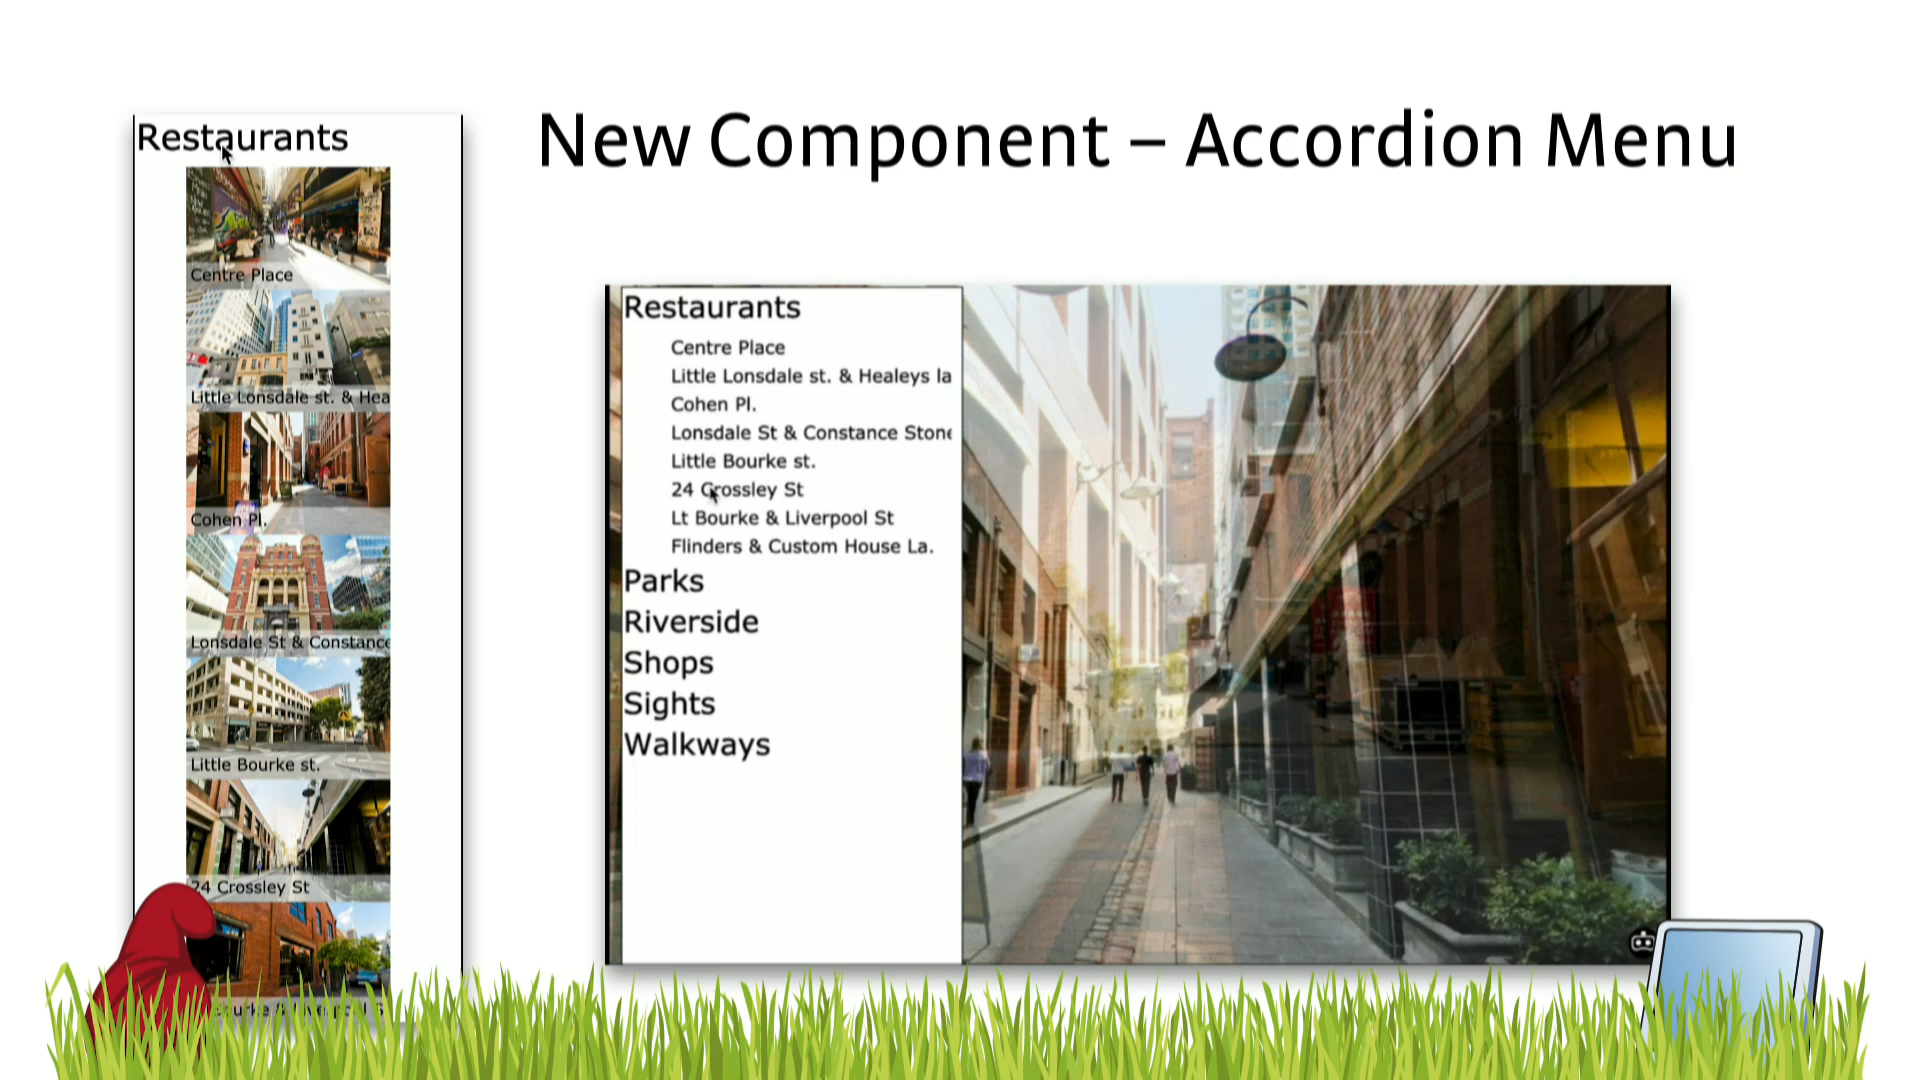 New Component – Accordion Menu
Restaurants
Centre Place
Little Lonsdale st. & Hea
Cohen Pl.
Lonsdale St & Constance
Little Bourke st.
24 Crossley St
Restaurants
Centre Place
Little Lonsdale st. & Healeys la
Cohen Pl.
Lonsdale St & Constance Stone
Little Bourke st.
24 Crossley St
Lt Bourke & Liverpool St
Flinders & Custom House La.
Parks
Riverside
Shops
Sights
Walkways